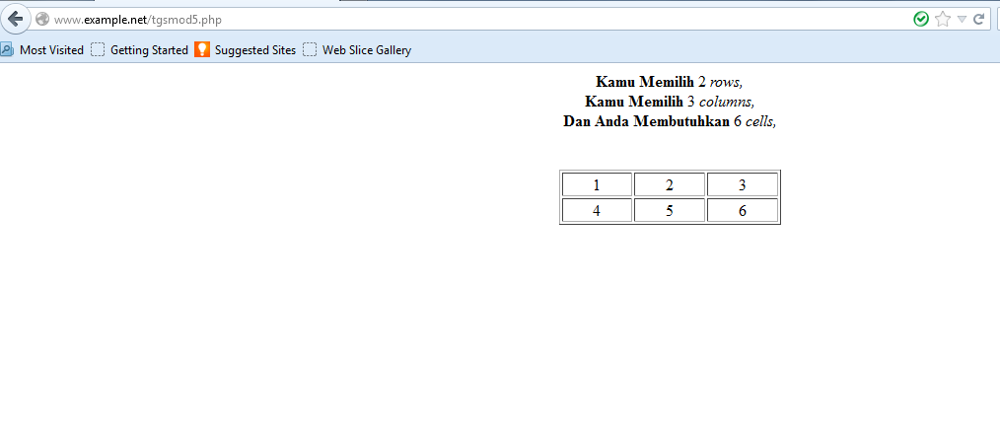 www.example.net/tgsmod5.php
Most Visited Getting Started Suggested Sites Web Slice Gallery
Kamu Memilih 2 rows,
Kamu Memilih 3 columns,
Dan Anda Membutuhkan 6 cells,
1 2 3
4 5 6